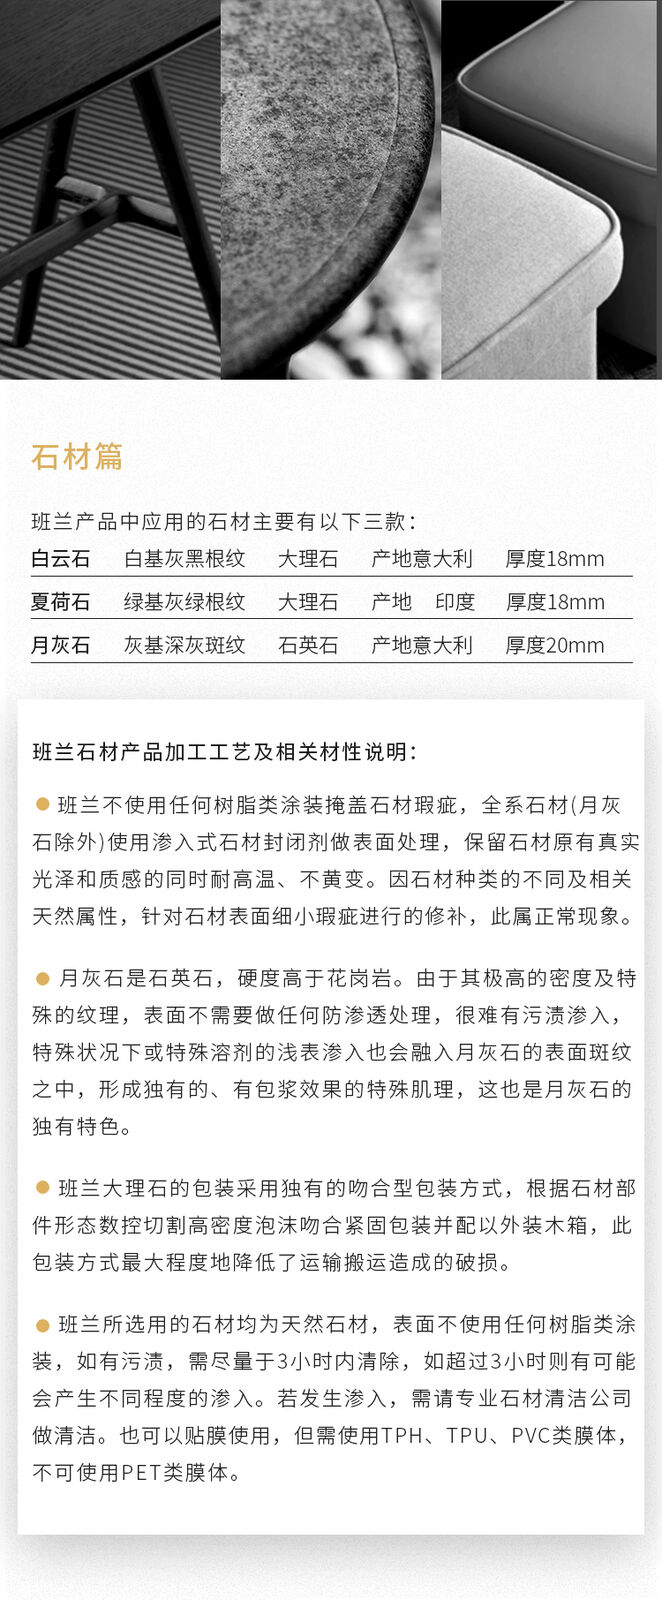 石材篇
班兰产品中应用的石材主要有以下三款：
白云石 白基灰黑根纹 大理石 产地意大利 厚度18mm
夏荷石 绿基灰绿根纹 大理石 产地 印度 厚度18mm
月灰石 灰基深灰斑纹 石英石 产地意大利 厚度20mm
班兰石材产品加工工艺及相关材性说明：
● 班兰不使用任何树脂类涂装掩盖石材瑕疵，全系石材(月灰
石除外)使用渗入式石材封闭剂做表面处理，保留石材原有真实
光泽和质感的同时耐高温、不黄变。因石材种类的不同及相关
天然属性，针对石材表面细小瑕疵进行的修补，此属正常现象。
● 月灰石是石英石，硬度高于花岗岩。由于其极高的密度及特
殊的纹理，表面不需要做任何防渗透处理，很难有污渍渗入，
特殊状况下或特殊溶剂的浅表渗入也会融入月灰石的表面斑纹
之中，形成独有的、有包浆效果的特殊肌理，这也是月灰石的
独有特色。
● 班兰大理石的包装采用独有的吻合型包装方式，根据石材部
件形态数控切割高密度泡沫吻合紧固包装并配以外装木箱，此
包装方式最大程度地降低了运输搬运造成的破损。
● 班兰所选用的石材均为天然石材，表面不使用任何树脂类涂
装，如有污渍，需尽量于3小时内清除，如超过3小时则有可能
会产生不同程度的渗入。若发生渗入，需请专业石材清洁公司
做清洁。也可以贴膜使用，但需使用TPH、TPU、PVC类膜体，
不可使用PET类膜体。